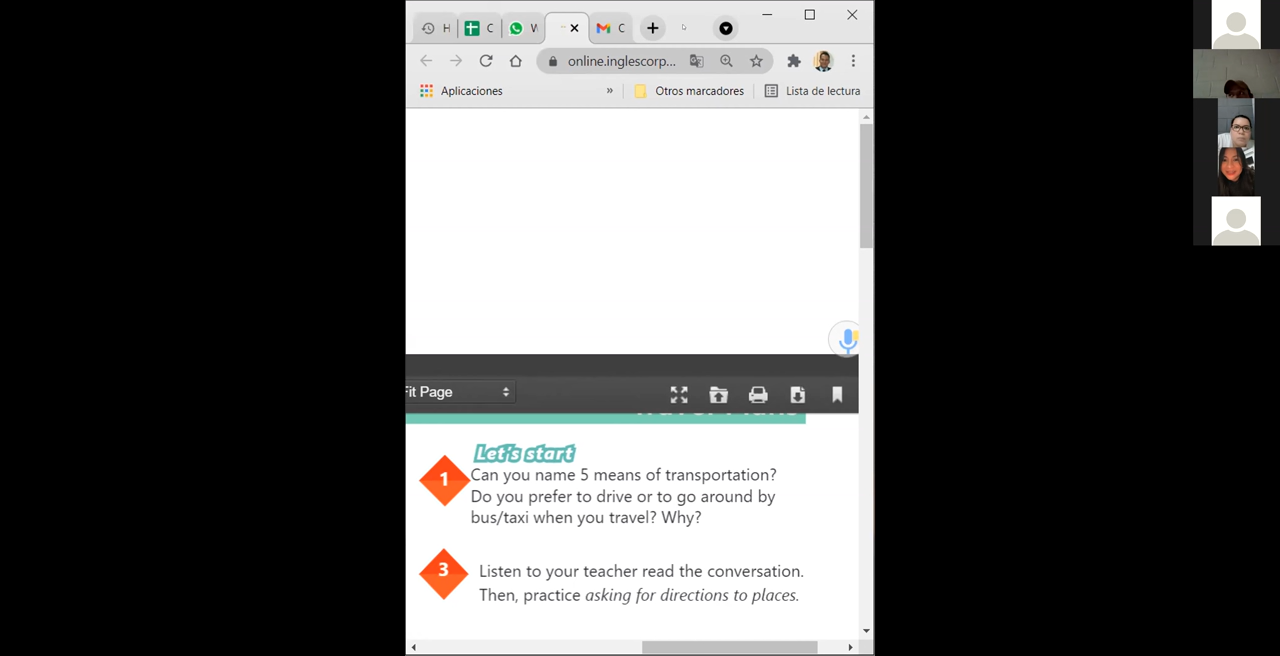 H
C
W
C
online.inglescorp...
Aplicaciones
»
Otros marcadores
Lista de lectura
Fit Page
Let's start
1
Can you name 5 means of transportation?
Do you prefer to drive or to go around by
bus/taxi when you travel? Why?
3
Listen to your teacher read the conversation.
Then, practice asking for directions to places.